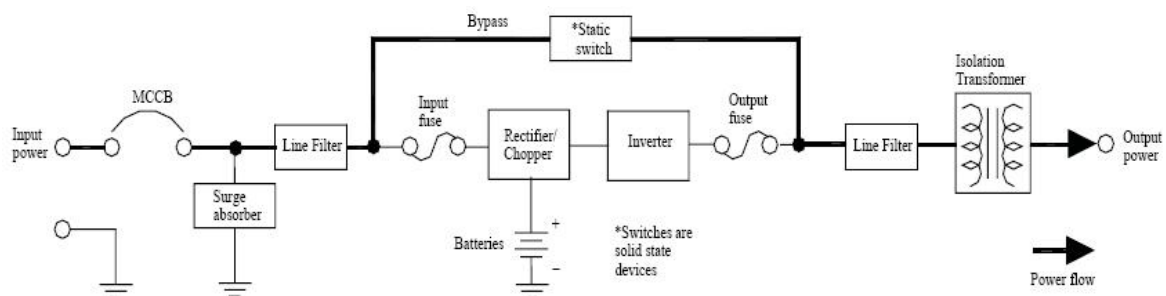 Bypass
*Static
switch
Isolation
Transformer
MCCB
Input
fuse
Output
fuse
Input
power
Line Filter
Rectifier/
Chopper
Inverter
Line Filter
Output
power
Surge
absorber
Batteries
+
−
*Switches are
solid state
devices
Power flow